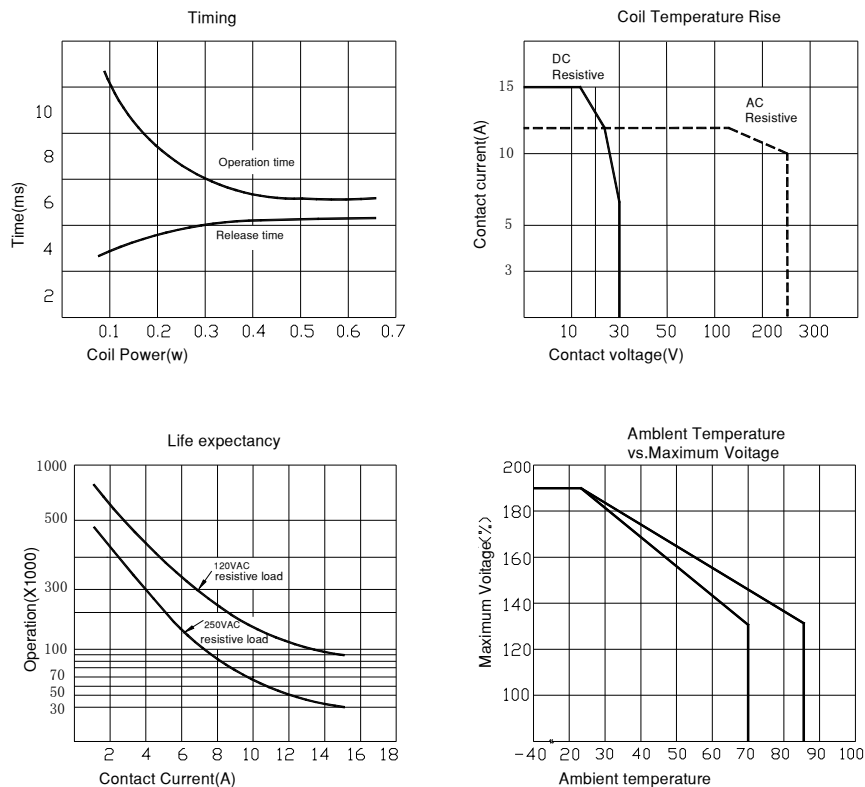 Timing
10
8
6
4
2
Time(ms)
Operation time
Release time
0.1 0.2 0.3 0.4 0.5 0.6 0.7
Coil Power(w)
Coil Temperature Rise
15
10
5
3
Contact current(A)
DC
Resistive
AC
Resistive
10 30 50 100 200 300
Contact voltage(V)
Life expectancy
1000
500
300
100
70
50
30
Operation(X1000)
120VAC
resistive load
250VAC
resistive load
2 4 6 8 10 12 14 16 18
Contact Current(A)
Amblent Temperature
vs.Maximum Voitage
200
180
160
140
120
100
Maximum Voitage(%)
-40 20 30 40 50 60 70 80 90 100
Ambient temperature